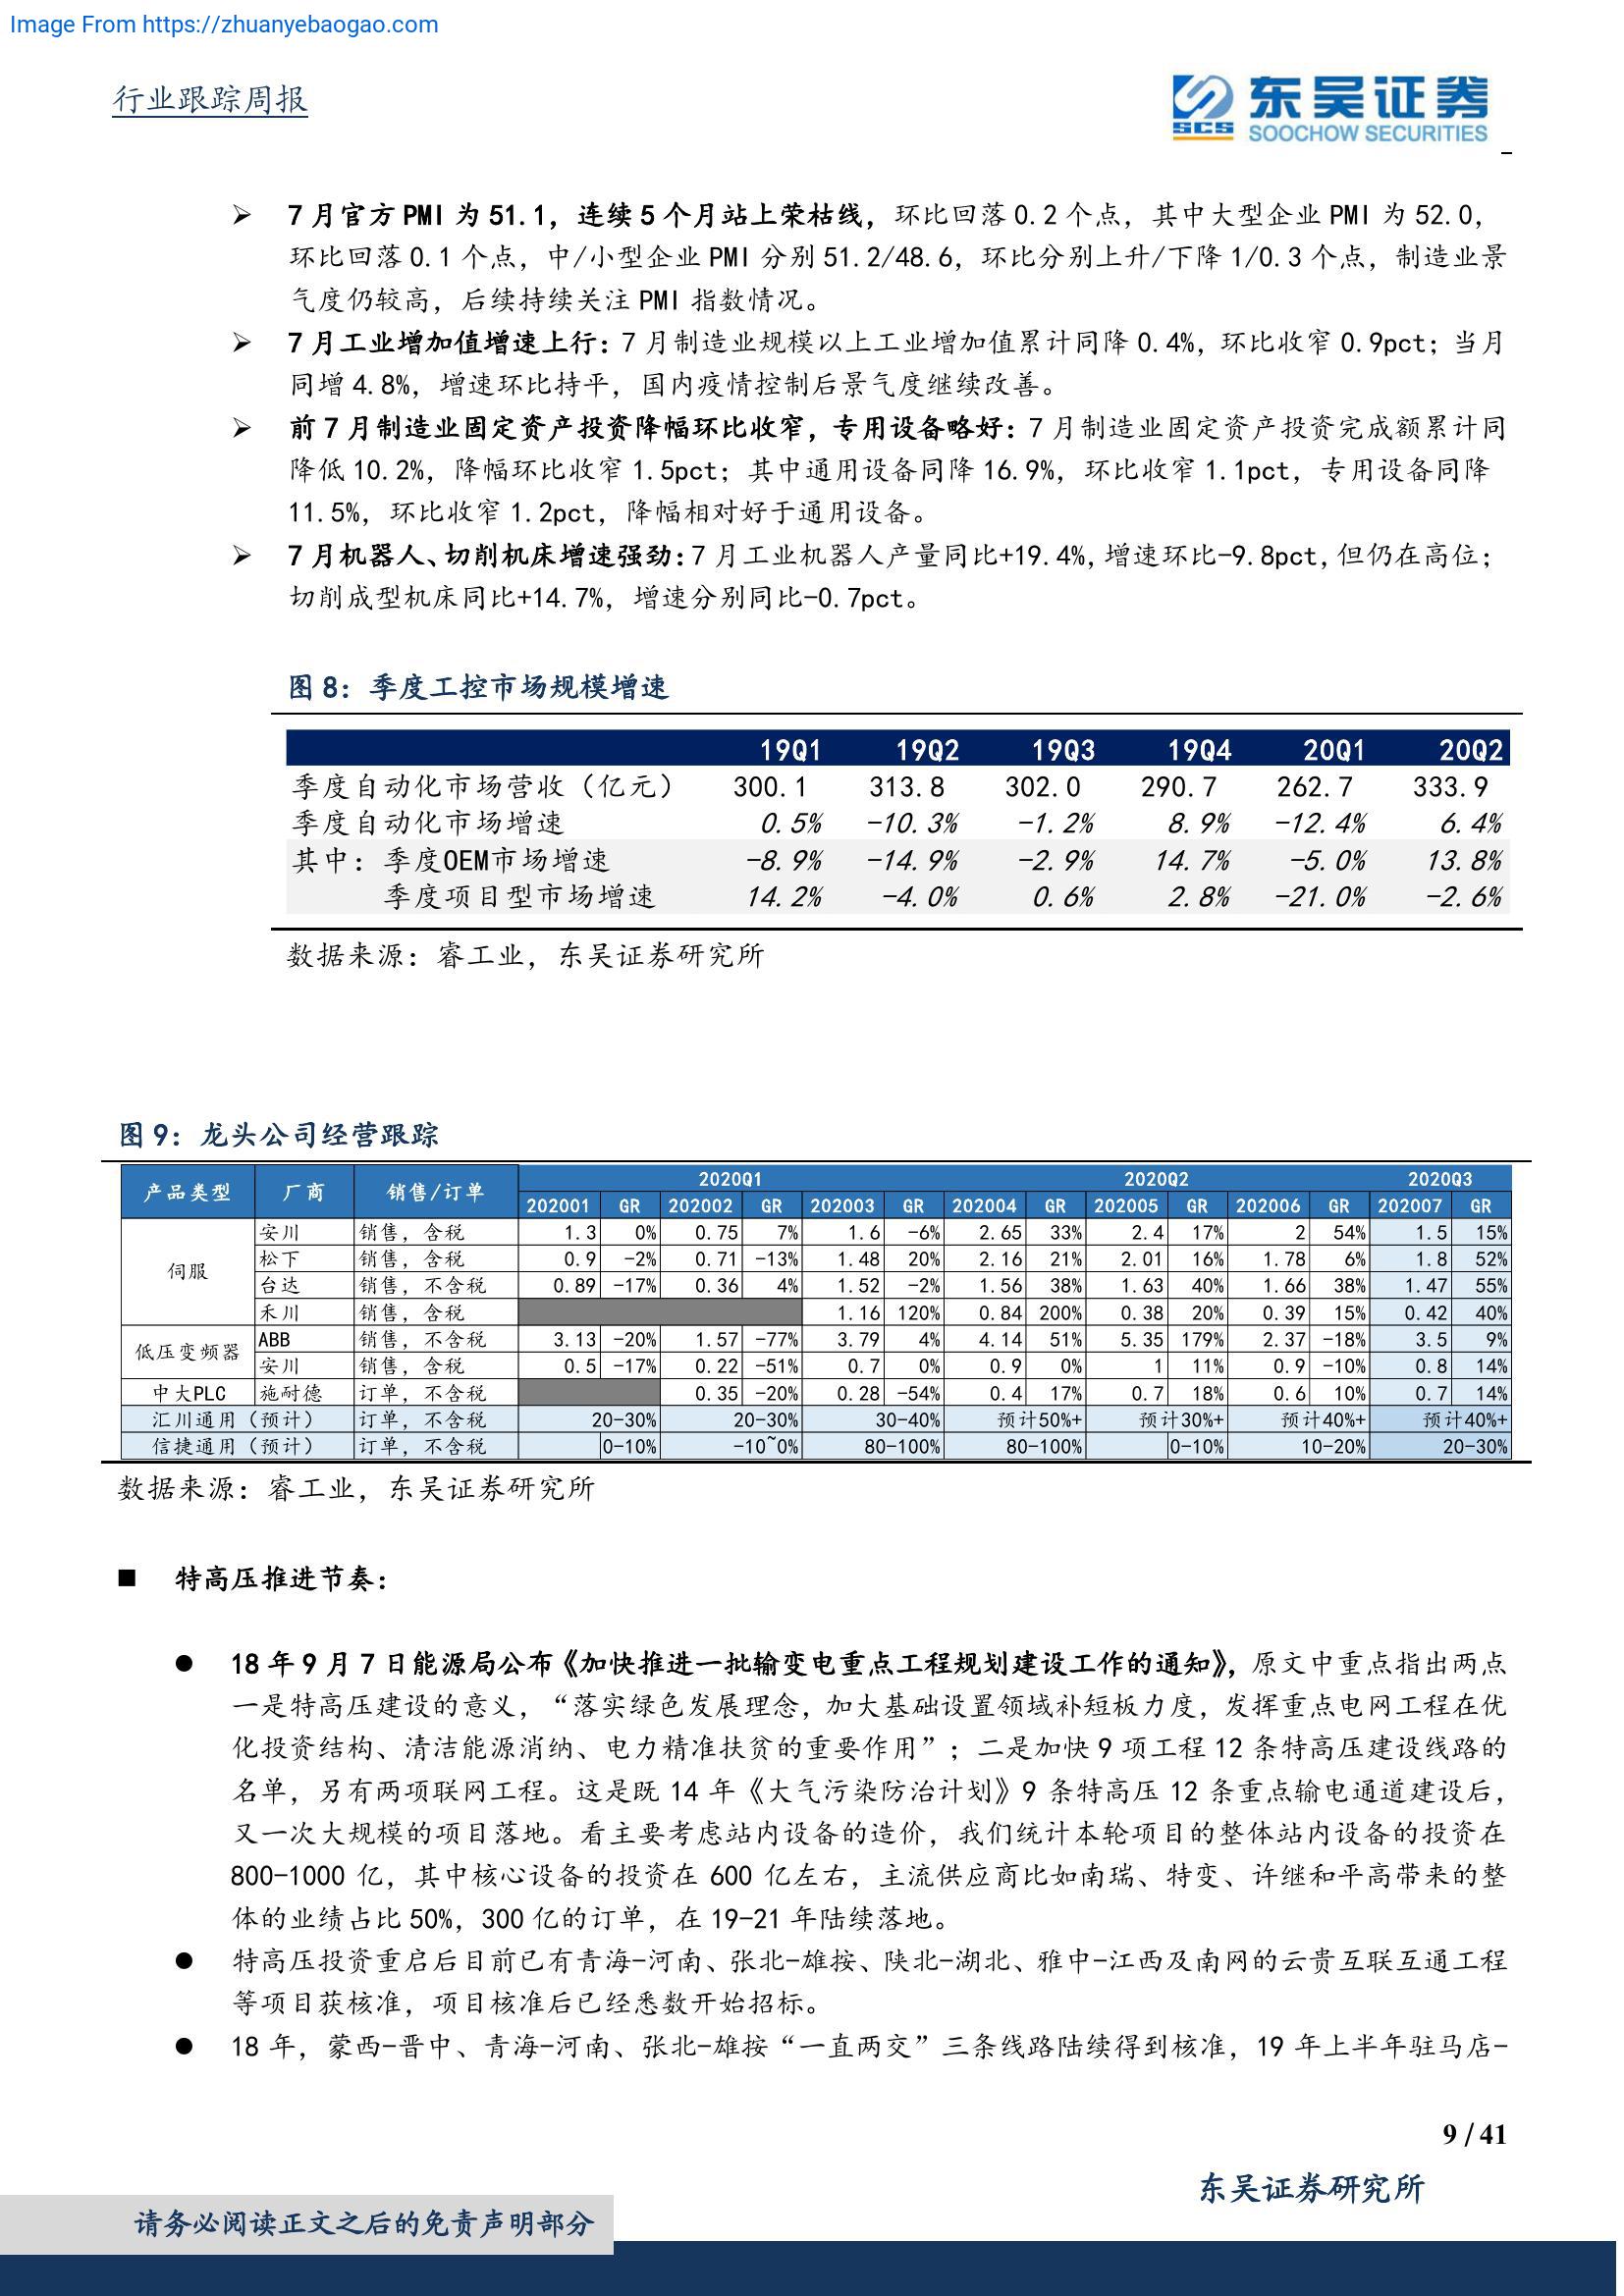 Image From https://zhuanyebaogao.com
行业跟踪周报
东吴证券
SCS
SOOCHOW SECURITIES
➢ 7 月官方 PMI 为 51.1，连续 5 个月站上荣枯线，环比回落 0.2 个点，其中大型企业 PMI 为 52.0，
环比回落 0.1 个点，中/小型企业 PMI 分别 51.2/48.6，环比分别上升/下降 1/0.3 个点，制造业景
气度仍较高，后续持续关注 PMI 指数情况。
➢ 7 月工业增加值增速上行：7 月制造业规模以上工业增加值累计同降 0.4%，环比收窄 0.9pct；当月
同增 4.8%，增速环比持平，国内疫情控制后景气度继续改善。
➢ 前 7 月制造业固定资产投资降幅环比收窄，专用设备略好：7 月制造业固定资产投资完成额累计同
降低 10.2%，降幅环比收窄 1.5pct；其中通用设备同降 16.9%，环比收窄 1.1pct，专用设备同降
11.5%，环比收窄 1.2pct，降幅相对好于通用设备。
➢ 7 月机器人、切削机床增速强劲：7 月工业机器人产量同比+19.4%，增速环比-9.8pct，但仍在高位；
切削成型机床同比+14.7%，增速分别同比-0.7pct。
图 8：季度工控市场规模增速
19Q1 19Q2 19Q3 19Q4 20Q1 20Q2
季度自动化市场营收（亿元） 300.1 313.8 302.0 290.7 262.7 333.9
季度自动化市场增速 0.5% -10.3% -1.2% 8.9% -12.4% 6.4%
其中：季度OEM市场增速 -8.9% -14.9% -2.9% 14.7% -5.0% 13.8%
季度项目型市场增速 14.2% -4.0% 0.6% 2.8% -21.0% -2.6%
数据来源：睿工业，东吴证券研究所
图 9：龙头公司经营跟踪
产品类型 厂商 销售/订单 2020Q1 2020Q2 2020Q3
202001 GR 202002 GR 202003 GR 202004 GR 202005 GR 202006 GR 202007 GR
伺服 安川 销售，含税 1.3 0% 0.75 7% 1.6 -6% 2.65 33% 2.4 17% 2 54% 1.5 15%
松下 销售，含税 0.9 -2% 0.71 -13% 1.48 20% 2.16 21% 2.01 16% 1.78 6% 1.8 52%
台达 销售，不含税 0.89 -17% 0.36 4% 1.52 -2% 1.56 38% 1.63 40% 1.66 38% 1.47 55%
禾川 销售，含税 1.16 120% 0.84 200% 0.38 20% 0.39 15% 0.42 40%
低压变频器 ABB 销售，不含税 3.13 -20% 1.57 -77% 3.79 4% 4.14 51% 5.35 179% 2.37 -18% 3.5 9%
安川 销售，含税 0.5 -17% 0.22 -51% 0.7 0% 0.9 0% 1 11% 0.9 -10% 0.8 14%
中大PLC 施耐德 订单，不含税 0.35 -20% 0.28 -54% 0.4 17% 0.7 18% 0.6 10% 0.7 14%
汇川通用（预计） 订单，不含税 20-30% 20-30% 30-40% 预计50%+ 预计30%+ 预计40%+ 预计40%+
信捷通用（预计） 订单，不含税 0-10% -10~0% 80-100% 80-100% 0-10% 10-20% 20-30%
数据来源：睿工业，东吴证券研究所
■ 特高压推进节奏：
● 18 年 9 月 7 日能源局公布《加快推进一批输变电重点工程规划建设工作的通知》，原文中重点指出两点
一是特高压建设的意义，“落实绿色发展理念，加大基础设置领域补短板力度，发挥重点电网工程在优
化投资结构、清洁能源消纳、电力精准扶贫的重要作用”；二是加快 9 项工程 12 条特高压建设线路的
名单，另有两项联网工程。这是既 14 年《大气污染防治计划》9 条特高压 12 条重点输电通道建设后，
又一次大规模的项目落地。看主要考虑站内设备的造价，我们统计本轮项目的整体站内设备的投资在
800-1000 亿，其中核心设备的投资在 600 亿左右，主流供应商比如南瑞、特变、许继和平高带来的整
体的业绩占比 50%，300 亿的订单，在 19-21 年陆续落地。
● 特高压投资重启后目前已有青海-河南、张北-雄按、陕北-湖北、雅中-江西及南网的云贵互联互通工程
等项目获核准，项目核准后已经悉数开始招标。
● 18 年，蒙西-晋中、青海-河南、张北-雄按“一直两交”三条线路陆续得到核准，19 年上半年驻马店-
9 / 41
东吴证券研究所
请务必阅读正文之后的免责声明部分